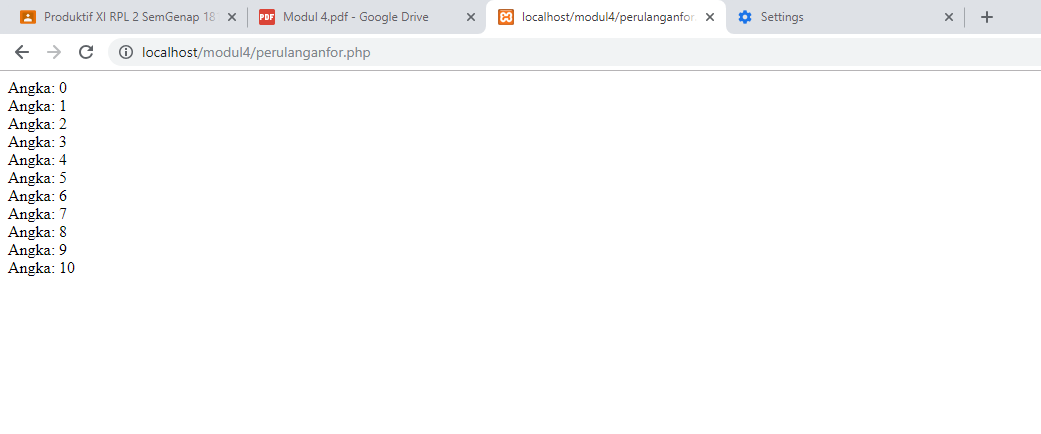 Produktif XI RPL 2 SemGenap 18
PDF Modul 4.pdf - Google Drive
localhost/modul4/perulanganfor
Settings
localhost/modul4/perulanganfor.php
Angka: 0
Angka: 1
Angka: 2
Angka: 3
Angka: 4
Angka: 5
Angka: 6
Angka: 7
Angka: 8
Angka: 9
Angka: 10